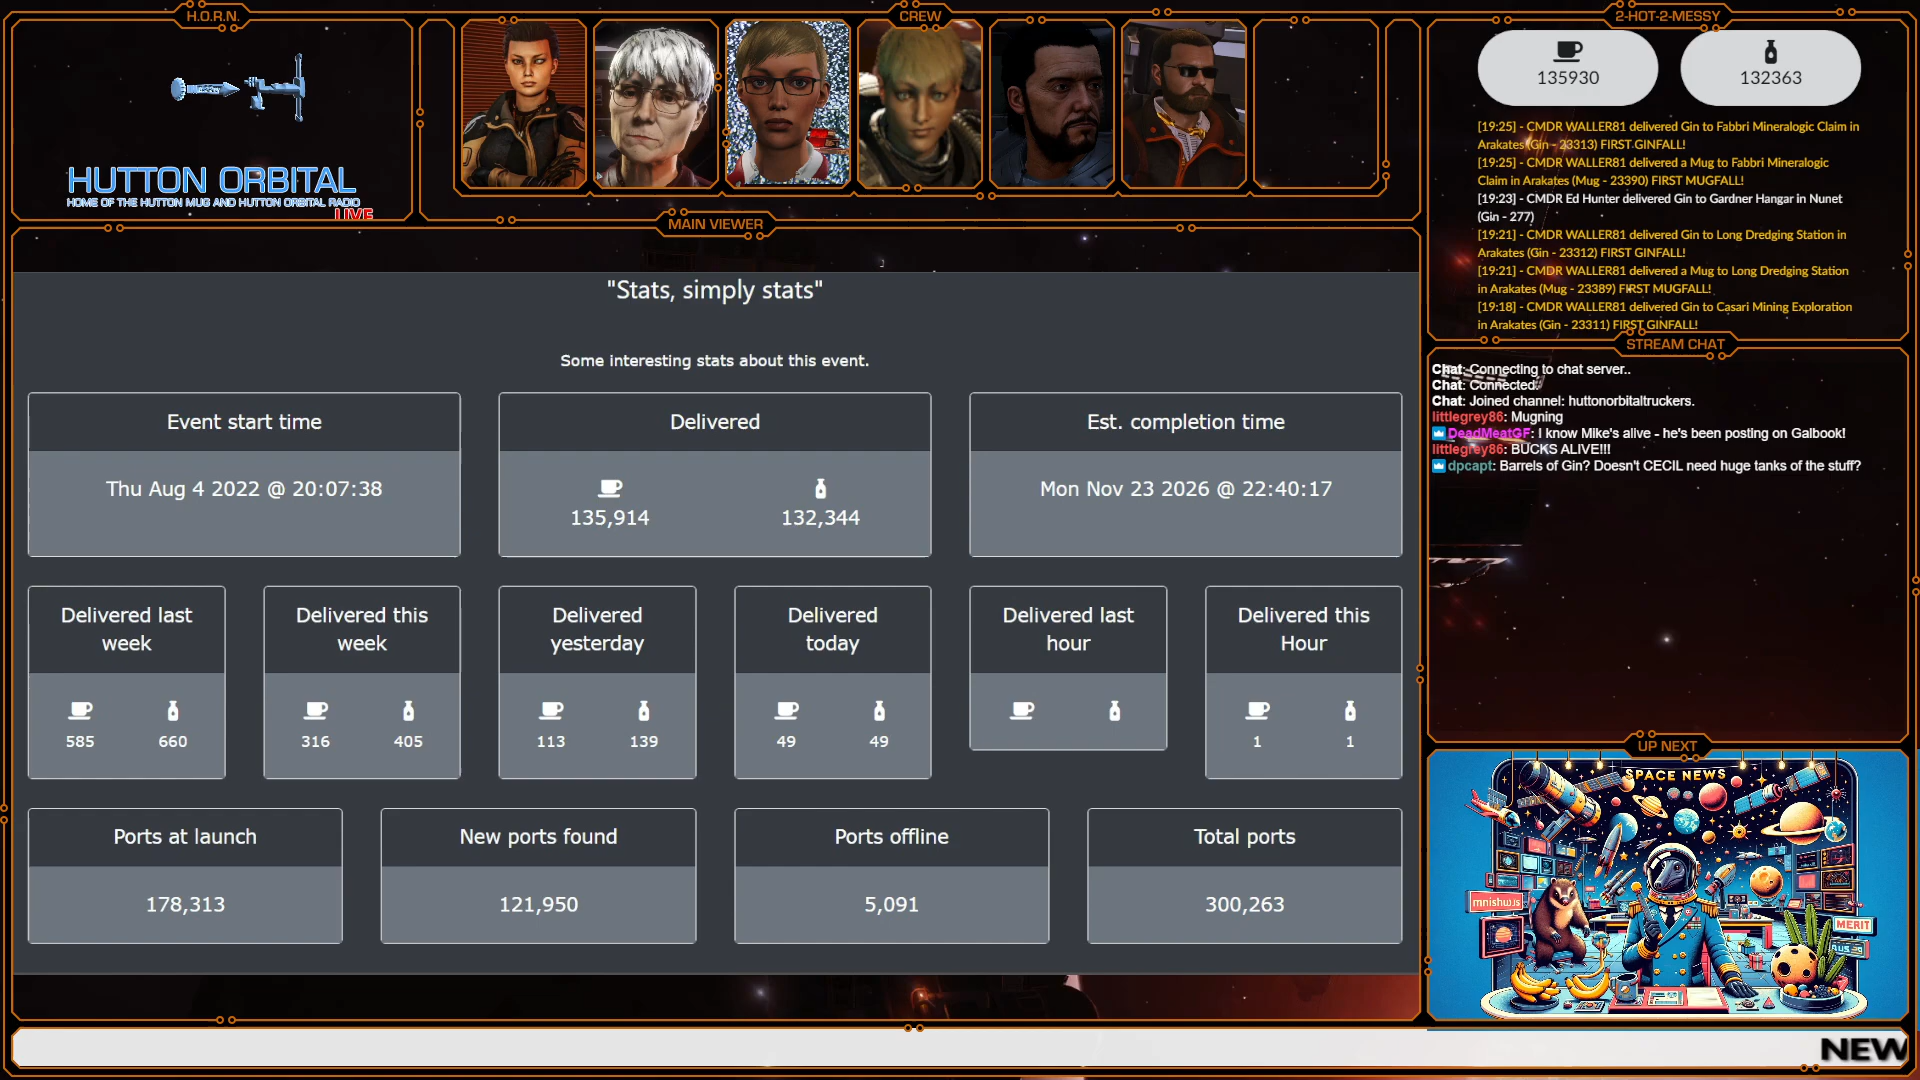 H.O.R.N.
HUTTON ORBITAL
HOME OF THE HUTTON MUG AND HUTTON ORBITAL RADIO
LIVE
CREW
MAIN VIEWER
"Stats, simply stats"
Some interesting stats about this event.
Event start time
Thu Aug 4 2022 @ 20:07:38
Delivered
135,914
132,344
Est. completion time
Mon Nov 23 2026 @ 22:40:17
Delivered last
week
585
660
Delivered this
week
316
405
Delivered
yesterday
113
139
Delivered
today
49
49
Delivered last
hour
Delivered this
Hour
1
1
Ports at launch
178,313
New ports found
121,950
Ports offline
5,091
Total ports
300,263
2-HOT-2-MESSY
135930
132363
[19:25] - CMDR WALLER81 delivered Gin to Fabbri Mineralogic Claim in
Arakates (Gin - 23313) FIRST GINFALL!
[19:25] - CMDR WALLER81 delivered a Mug to Fabbri Mineralogic
Claim in Arakates (Mug - 23390) FIRST MUGFALL!
[19:23] - CMDR Ed Hunter delivered Gin to Gardner Hangar in Nunet
(Gin - 277)
[19:21] - CMDR WALLER81 delivered Gin to Long Dredging Station in
Arakates (Gin - 23312) FIRST GINFALL!
[19:21] - CMDR WALLER81 delivered a Mug to Long Dredging Station
in Arakates (Mug - 23389) FIRST MUGFALL!
[19:18] - CMDR WALLER81 delivered Gin to Casari Mining Exploration
in Arakates (Gin - 23311) FIRST GINFALL!
STREAM CHAT
Chat: Connecting to chat server..
Chat: Connected.
Chat: Joined channel: huttonorbitaltruckers.
littlegrey86: Mugning
DeadMeatGF: I know Mike's alive - he's been posting on Galbook!
littlegrey86: BUCKS ALIVE!!!
dpcapt: Barrels of Gin? Doesn't CECIL need huge tanks of the stuff?
UP NEXT
SPACE NEWS
MERIT
NEW